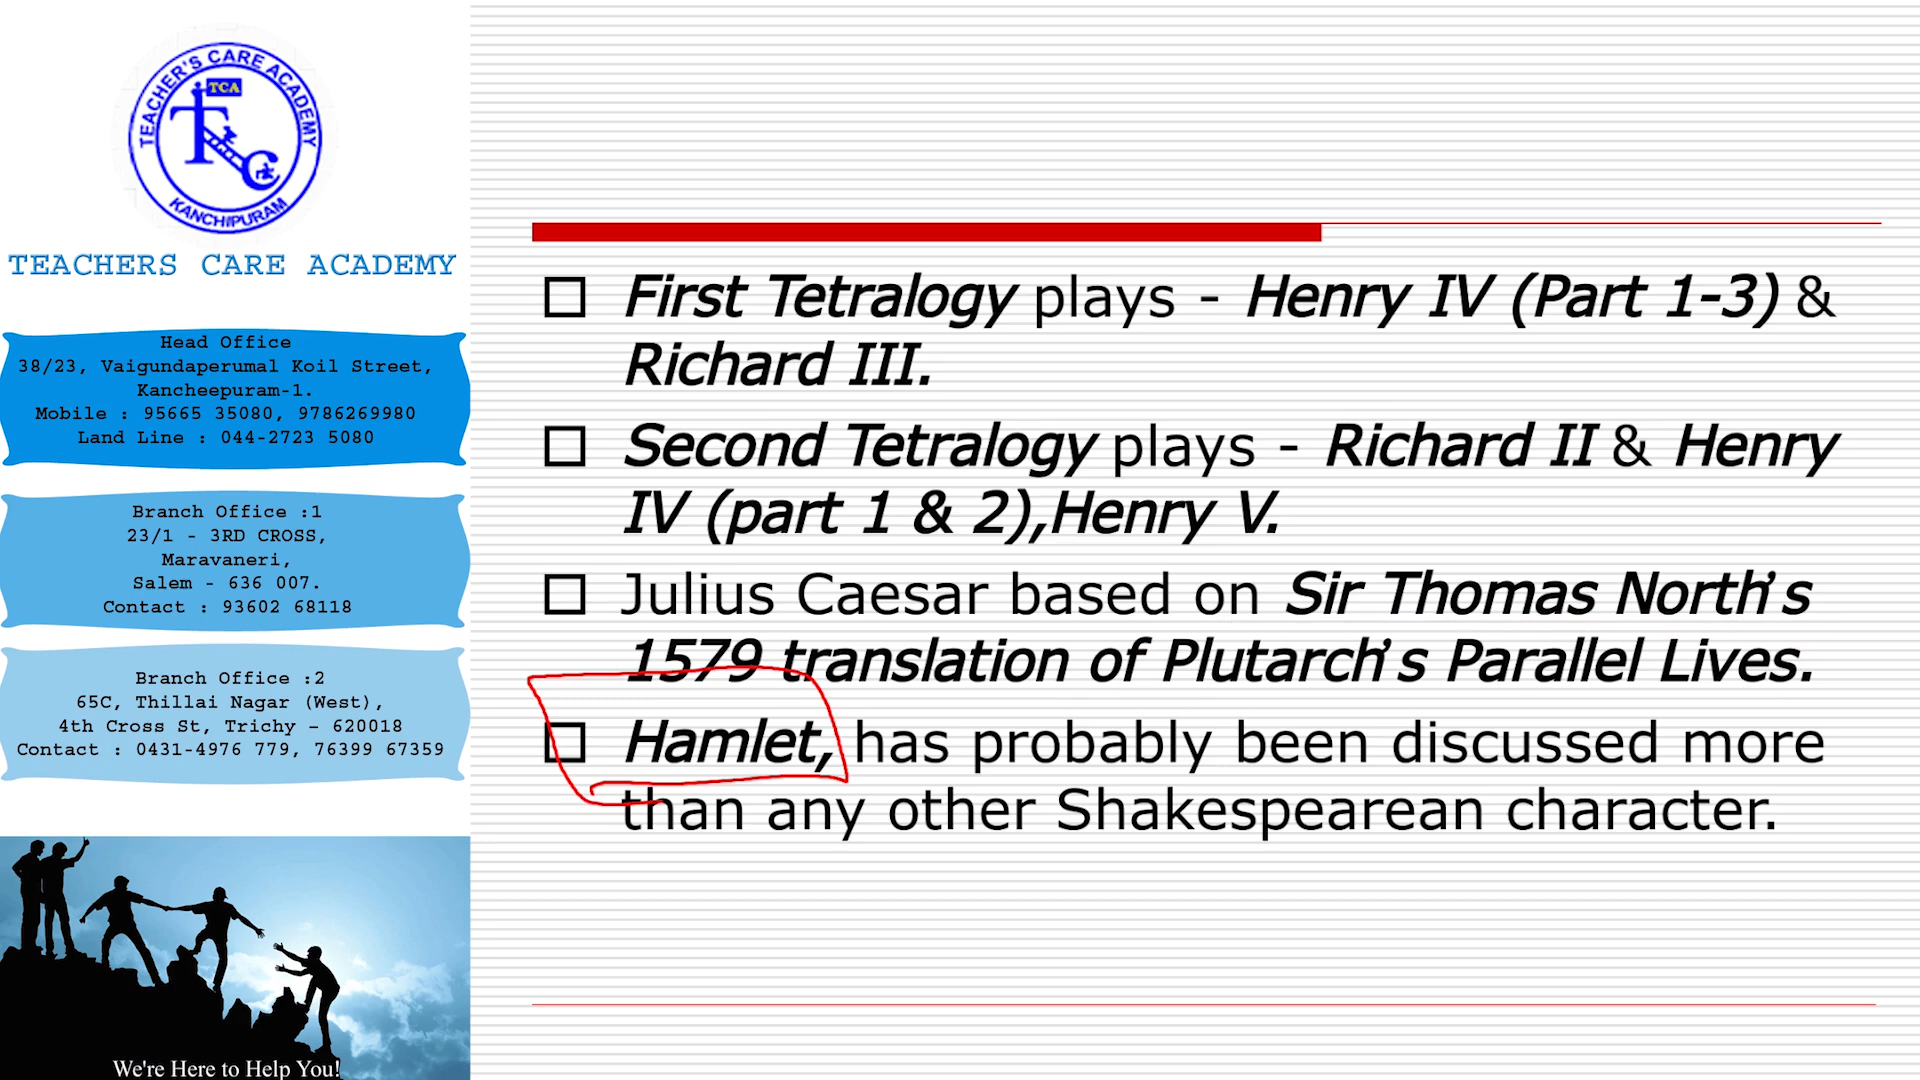 TEACHER'S CARE ACADEMY
TCA
KANCHIPURAM
TEACHERS CARE ACADEMY
Head Office
38/23, Vaigundaperumal Koil Street,
Kancheepuram-1.
Mobile : 95665 35080, 9786269980
Land Line : 044-2723 5080
Branch Office :1
23/1 - 3RD CROSS,
Maravaneri,
Salem - 636 007.
Contact : 93602 68118
Branch Office :2
65C, Thillai Nagar (West),
4th Cross St, Trichy – 620018
Contact : 0431-4976 779, 76399 67359
We're Here to Help You!
First Tetralogy plays - Henry IV (Part 1-3) &
Richard III.
Second Tetralogy plays - Richard II & Henry
IV (part 1 & 2),Henry V.
Julius Caesar based on Sir Thomas North's
1579 translation of Plutarch's Parallel Lives.
Hamlet, has probably been discussed more
than any other Shakespearean character.